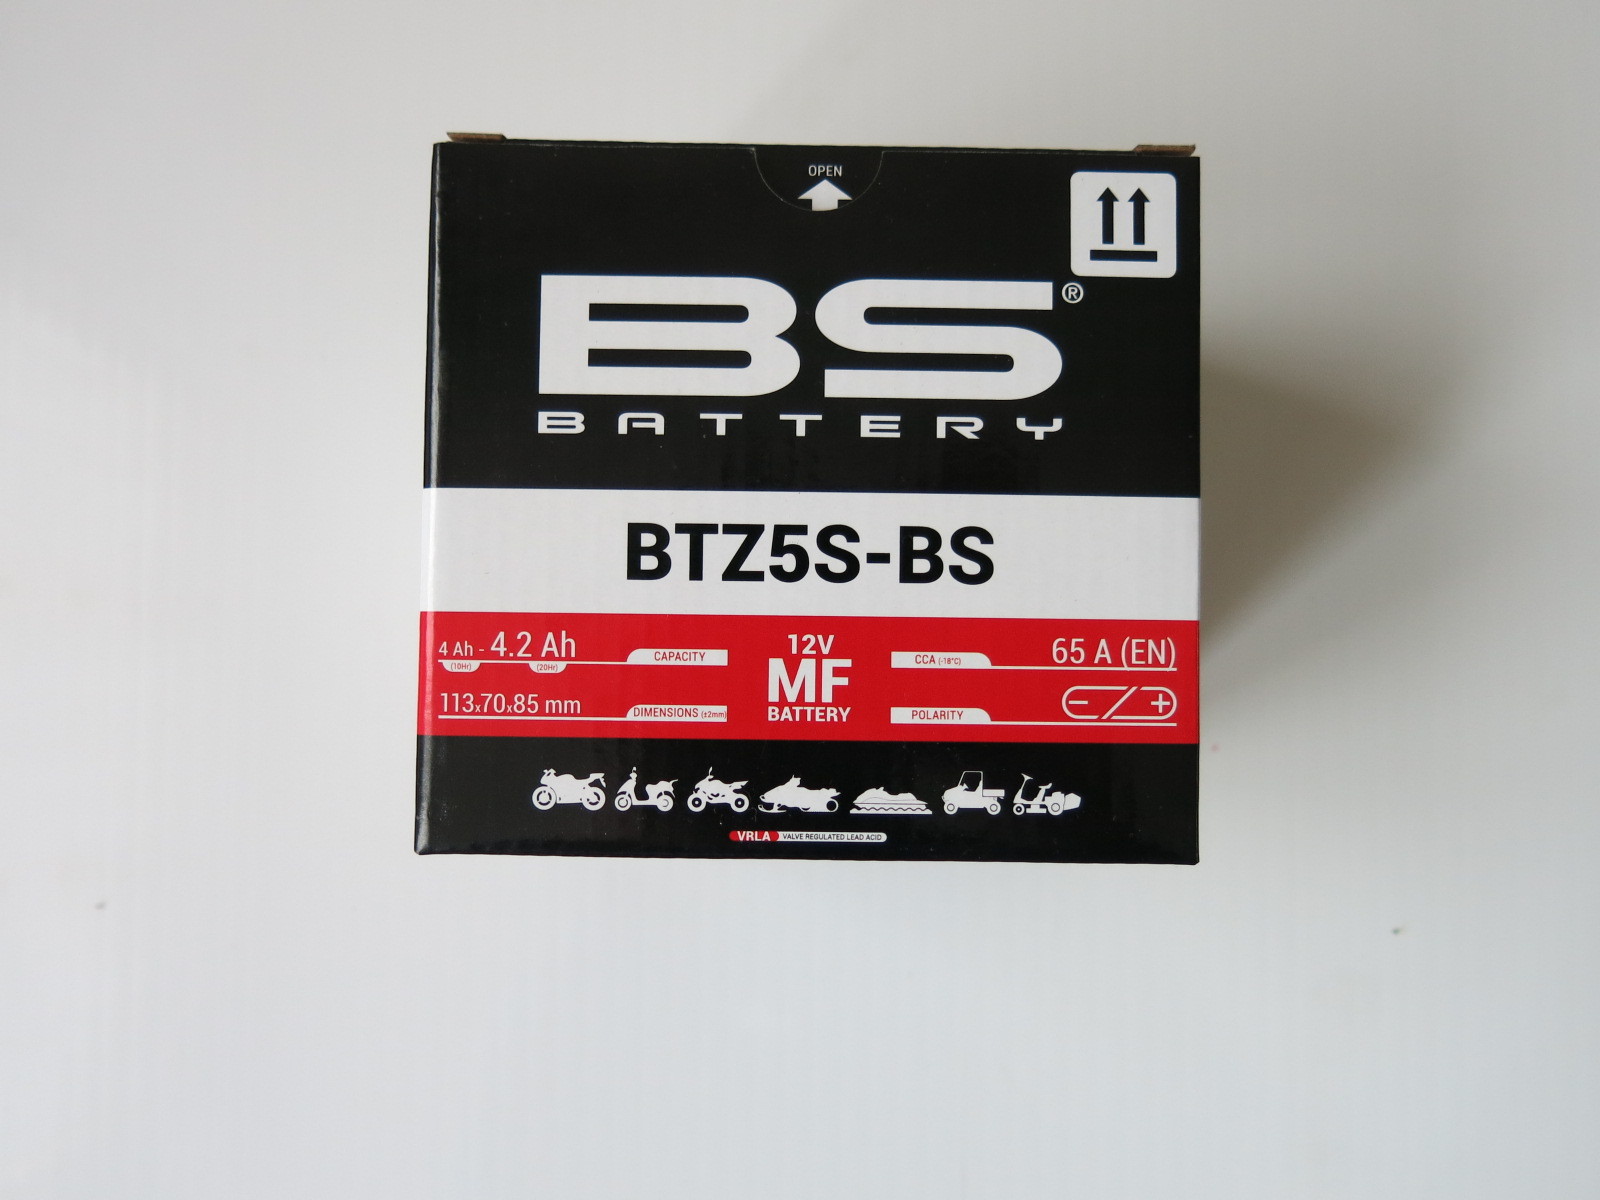 OPEN
BS®
BATTERY
BTZ5S-BS
4 Ah - 4.2 Ah
(10Hr) (20Hr)
CAPACITY
113x70x85 mm
DIMENSIONS (±2mm)
12V
MF
BATTERY
CCA (-18°C)
65 A (EN)
POLARITY
- / +
VRLA VALVE REGULATED LEAD ACID